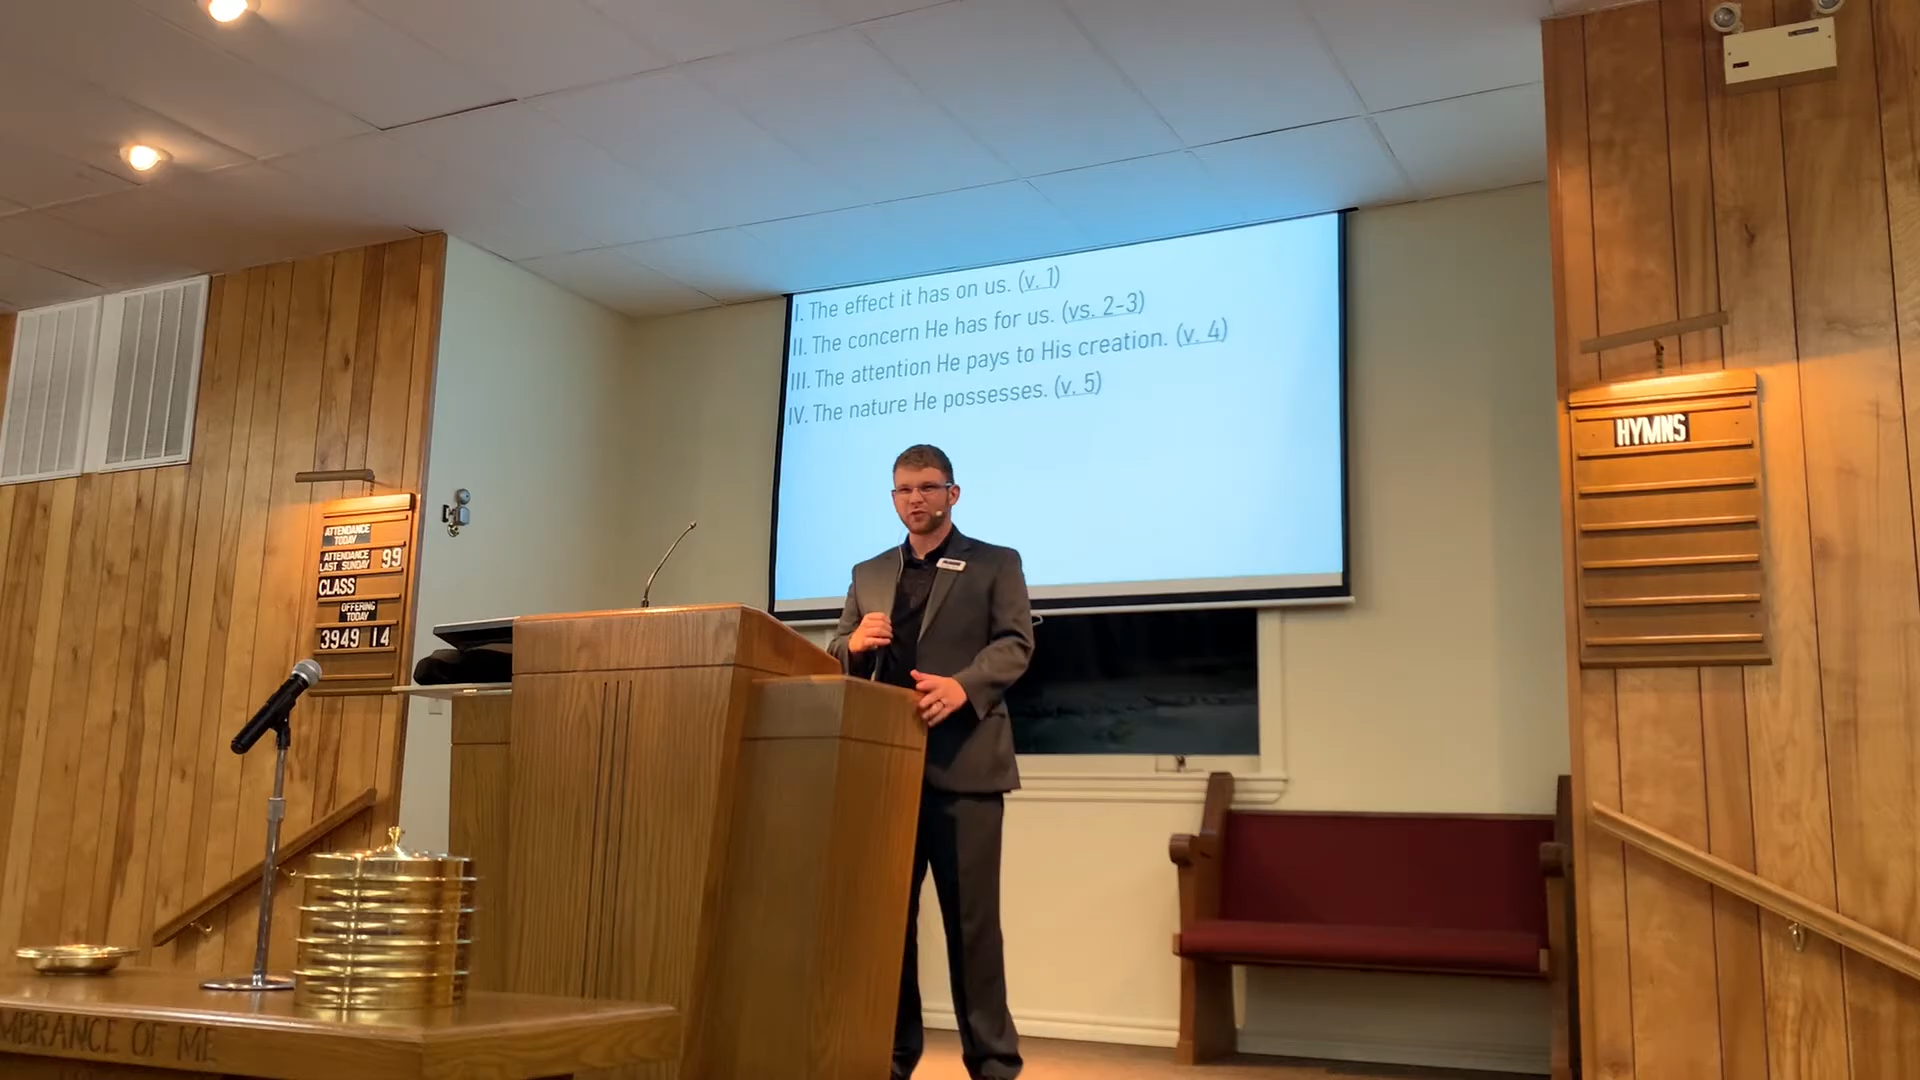 I. The effect it has on us. (v. 1)
II. The concern He has for us. (vs. 2-3)
III. The attention He pays to His creation. (v. 4)
IV. The nature He possesses. (v. 5)
HYMNS
ATTENDANCE
TODAY
ATTENDANCE
LAST SUNDAY 99
CLASS
OFFERING
TODAY
3949 14
MBRANCE OF ME